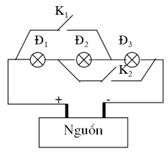 K₁
Đ₁ Đ₂ Đ₃
K₂
+ -
Nguồn